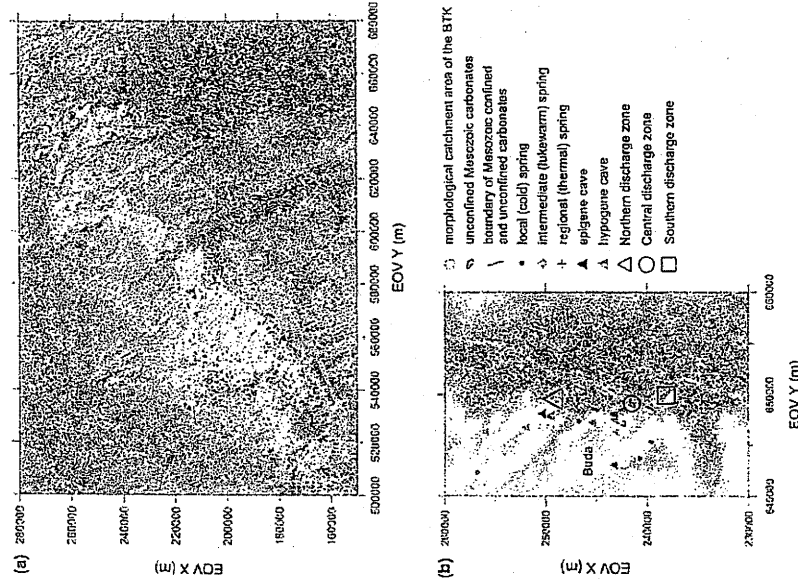 (a)
280000
260000
240000
220000
200000
180000
160000
EOV X (m)
500000 520000 540000 560000 580000 600000 620000 640000 660000 680000
EOV Y (m)
(b)
260000
250000
240000
230000
EOV X (m)
Buda
640000 650000 660000
EOV Y (m)
morphological catchment area of the BTK
unconfined Mesozoic carbonates
boundary of Mesozoic confined
and unconfined carbonates
local (cold) spring
intermediate (lukewarm) spring
regional (thermal) spring
epigene cave
hypogene cave
Northern discharge zone
Central discharge zone
Southern discharge zone